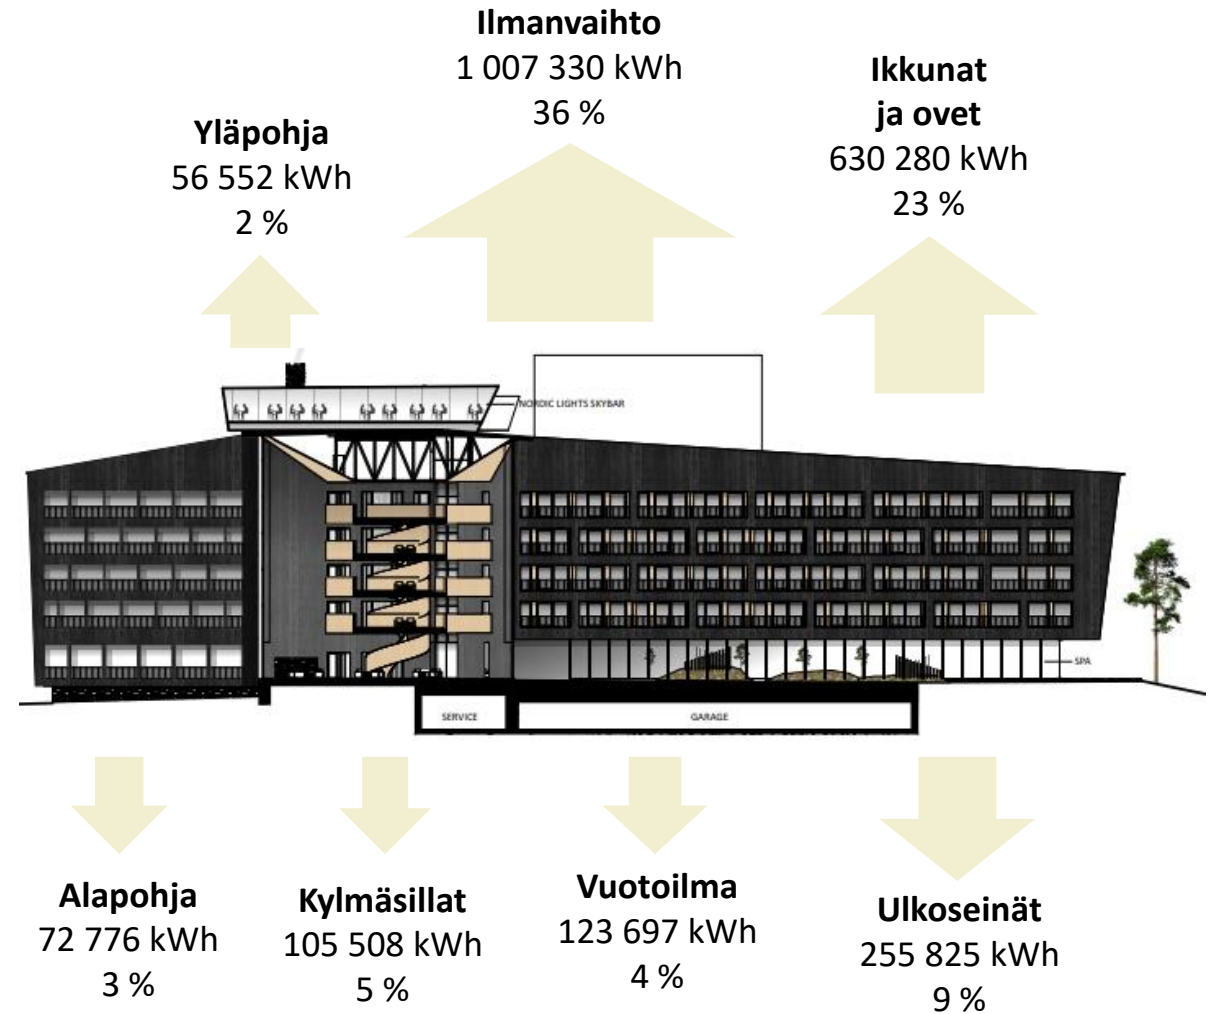 Ilmanvaihto
1 007 330 kWh
36 %
Ikkunat
ja ovet
630 280 kWh
23 %
Yläpohja
56 552 kWh
2 %
NORDIC LIGHTS SKYBAR
SPA
SERVICE
GARAGE
Alapohja
72 776 kWh
3 %
Kylmäsillat
105 508 kWh
5 %
Vuotoilma
123 697 kWh
4 %
Ulkoseinät
255 825 kWh
9 %